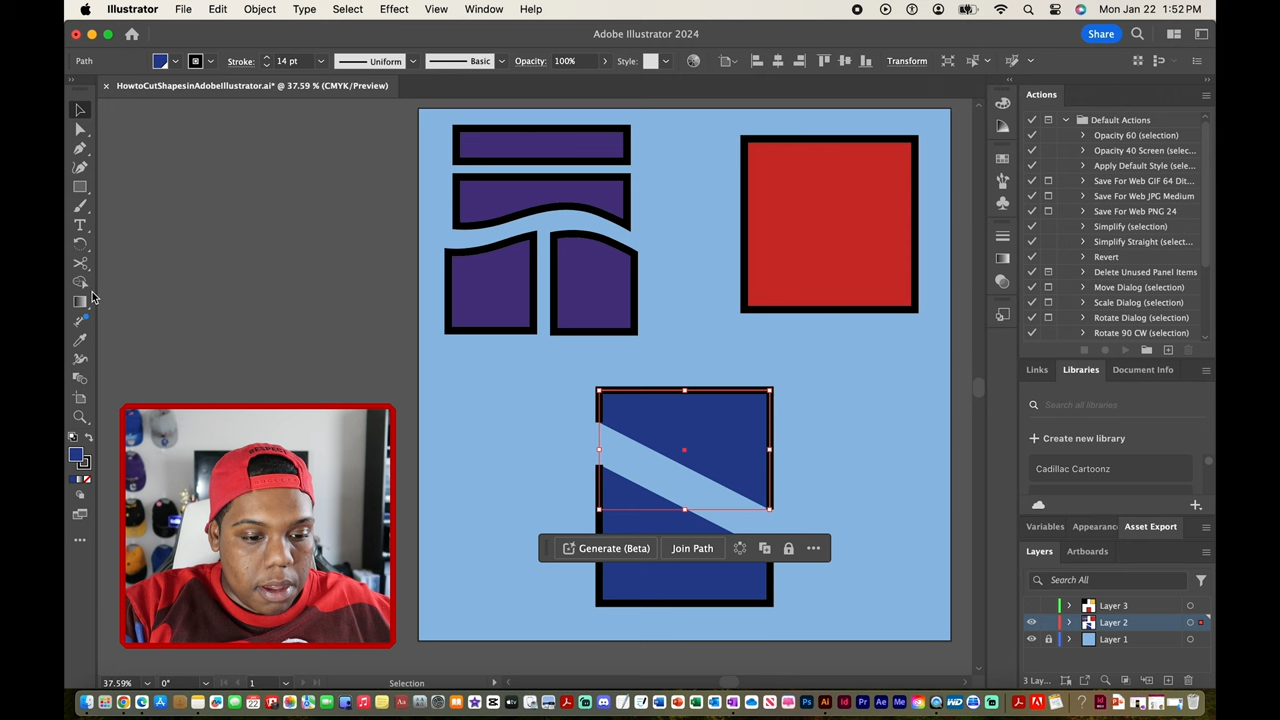 Illustrator File Edit Object Type Select Effect View Window Help
Mon Jan 22 1:52 PM
Adobe Illustrator 2024
Share
Path
Stroke: 14 pt
Uniform
Basic
Opacity: 100%
Style:
Transform
HowtoCutShapesinAdobeIllustrator.ai* @ 37.59 % (CMYK/Preview)
Actions
Default Actions
Opacity 60 (selection)
Opacity 40 Screen (selec...
Apply Default Style (sele...
Save For Web GIF 64 Dit...
Save For Web JPG Medium
Save For Web PNG 24
Simplify (selection)
Simplify Straight (select...
Revert
Delete Unused Panel Items
Move Dialog (selection)
Scale Dialog (selection)
Rotate Dialog (selection)
Rotate 90 CW (selection)
Links Libraries Document Info
Search all libraries
Create new library
Cadillac Cartoonz
Variables Appearanc Asset Export
Layers Artboards
Search All
Layer 3
Layer 2
Layer 1
3 Lay...
Generate (Beta) Join Path
RESPECT
37.59% 0° 1 Selection